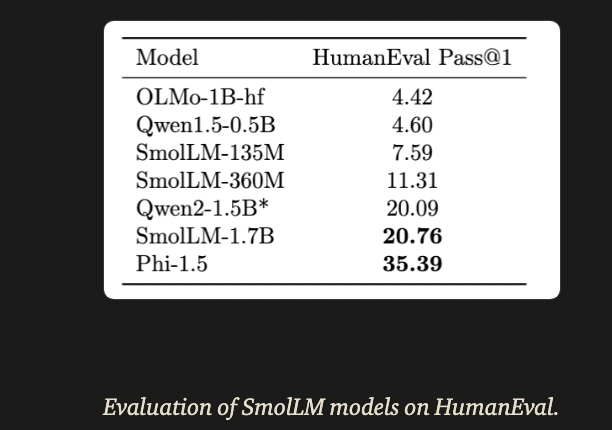 Model HumanEval Pass@1
OLMo-1B-hf 4.42
Qwen1.5-0.5B 4.60
SmolLM-135M 7.59
SmolLM-360M 11.31
Qwen2-1.5B* 20.09
SmolLM-1.7B 20.76
Phi-1.5 35.39
Evaluation of SmolLM models on HumanEval.